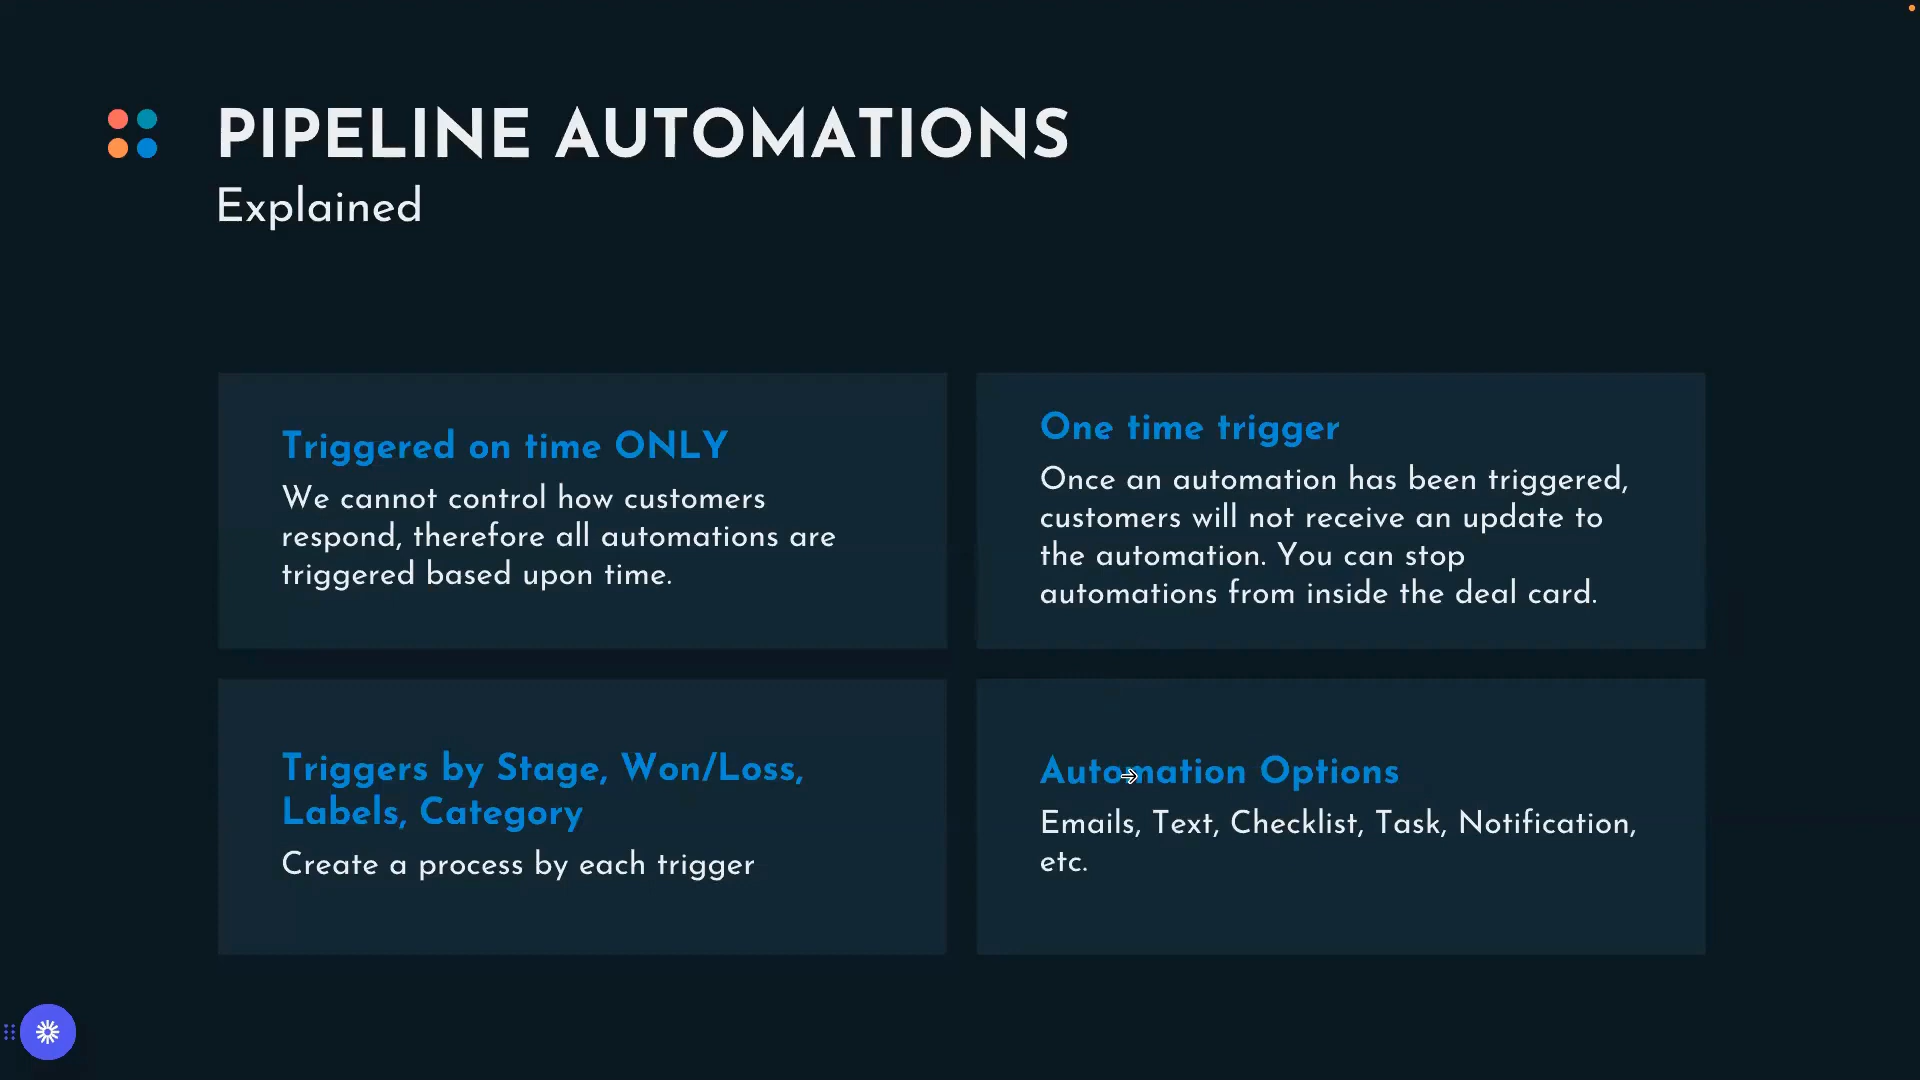 PIPELINE AUTOMATIONS
Explained
Triggered on time ONLY
We cannot control how customers
respond, therefore all automations are
triggered based upon time.
One time trigger
Once an automation has been triggered,
customers will not receive an update to
the automation. You can stop
automations from inside the deal card.
Triggers by Stage, Won/Loss,
Labels, Category
Create a process by each trigger
Automation Options
Emails, Text, Checklist, Task, Notification,
etc.